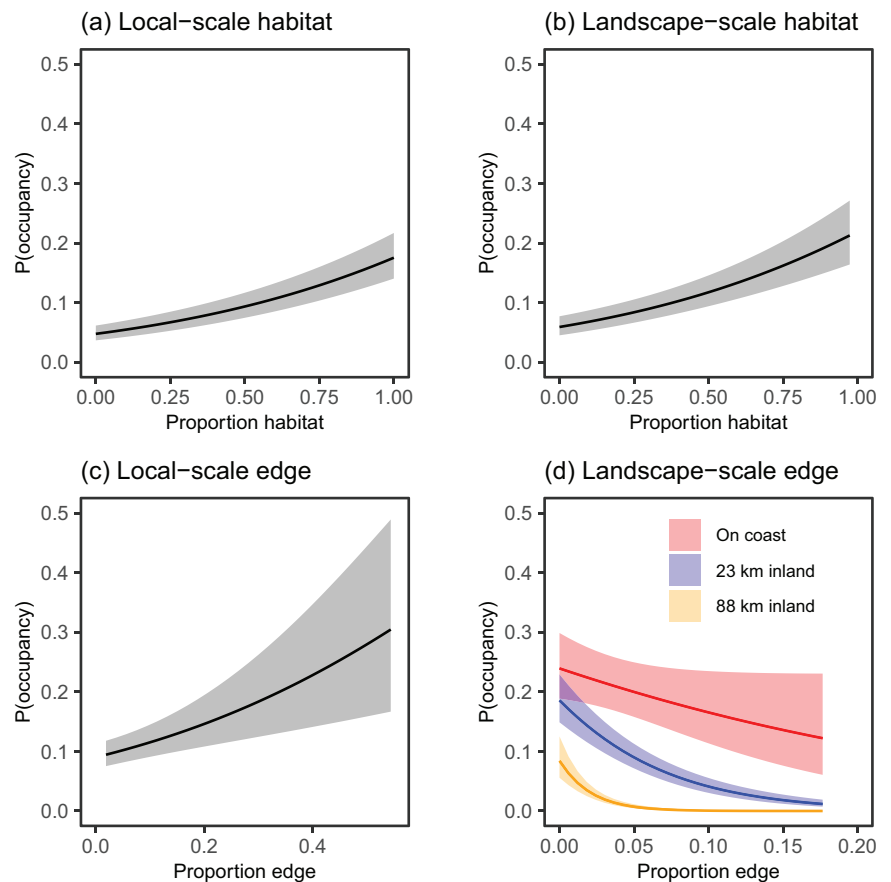 (a) Local−scale habitat
(b) Landscape−scale habitat
P(occupancy)
0.5
0.4
0.3
0.2
0.1
0.0
0.00 0.25 0.50 0.75 1.00
Proportion habitat
P(occupancy)
0.5
0.4
0.3
0.2
0.1
0.0
0.00 0.25 0.50 0.75 1.00
Proportion habitat
(c) Local−scale edge
(d) Landscape−scale edge
P(occupancy)
0.5
0.4
0.3
0.2
0.1
0.0
0.0 0.2 0.4
Proportion edge
P(occupancy)
0.5
0.4
0.3
0.2
0.1
0.0
On coast
23 km inland
88 km inland
0.00 0.05 0.10 0.15 0.20
Proportion edge